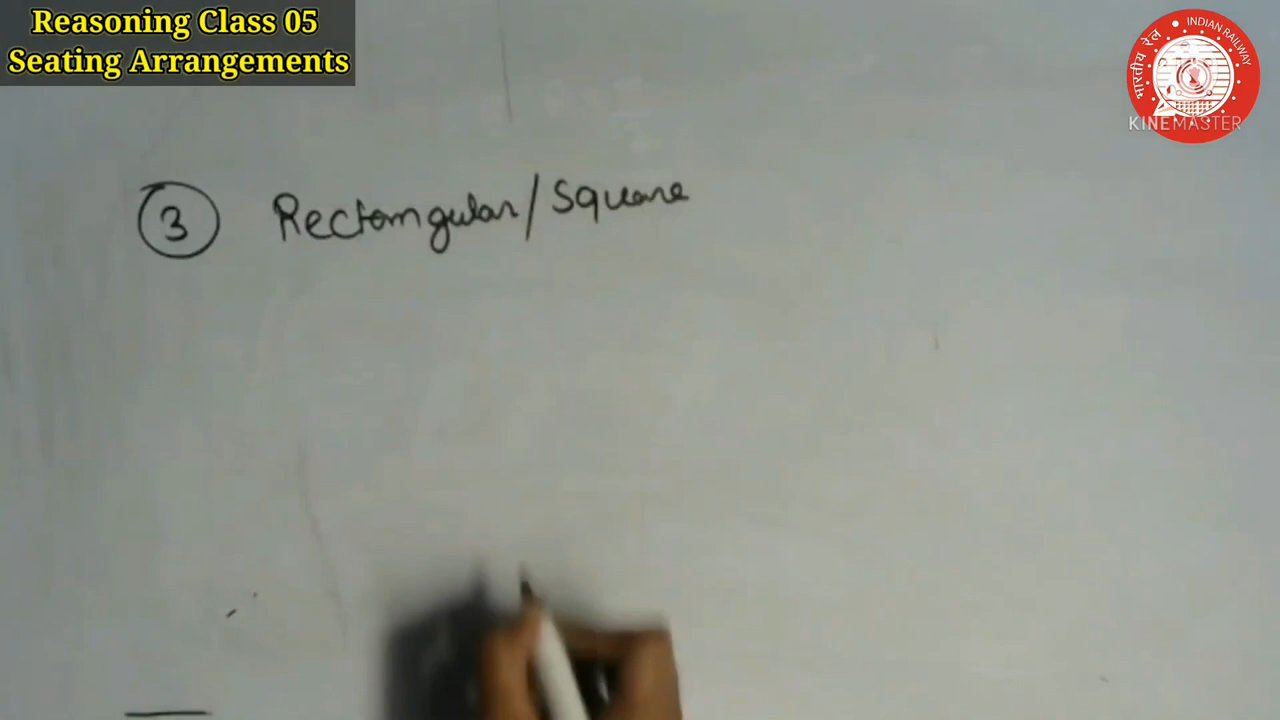 Reasoning Class 05
Seating Arrangements
भारतीय रेल
INDIAN RAILWAY
KINEMASTER
3 Rectangular/Square